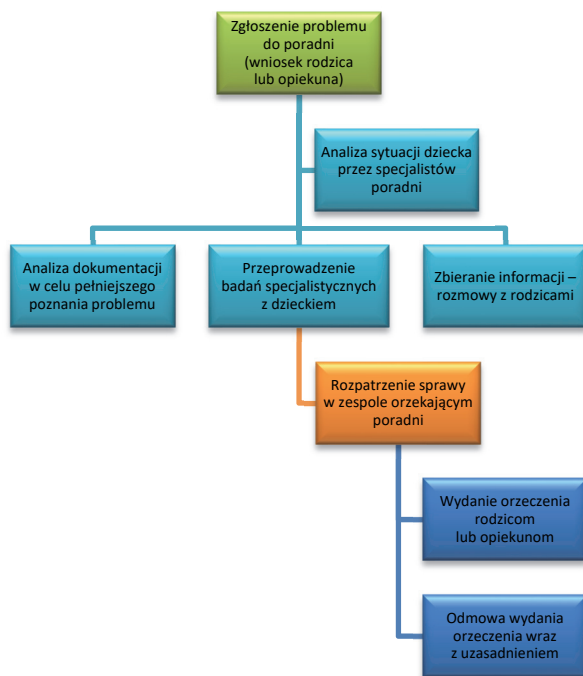 Zgłoszenie problemu
do poradni
(wniosek rodzica
lub opiekuna)
Analiza sytuacji dziecka
przez specjalistów
poradni
Analiza dokumentacji
w celu pełniejszego
poznania problemu
Przeprowadzenie
badań specjalistycznych
z dzieckiem
Zbieranie informacji –
rozmowy z rodzicami
Rozpatrzenie sprawy
w zespole orzekającym
poradni
Wydanie orzeczenia
rodzicom
lub opiekunom
Odmowa wydania
orzeczenia wraz
z uzasadnieniem